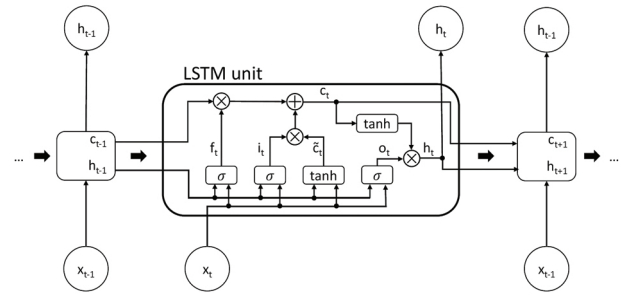 h_{t-1} h_t h_{t-1}
LSTM unit
c_t
tanh
c_{t-1} f_t i_t c̃_t o_t h_t c_{t+1}
... h_{t-1} h_{t+1} ...
σ σ tanh σ
x_{t-1} x_t x_{t-1}